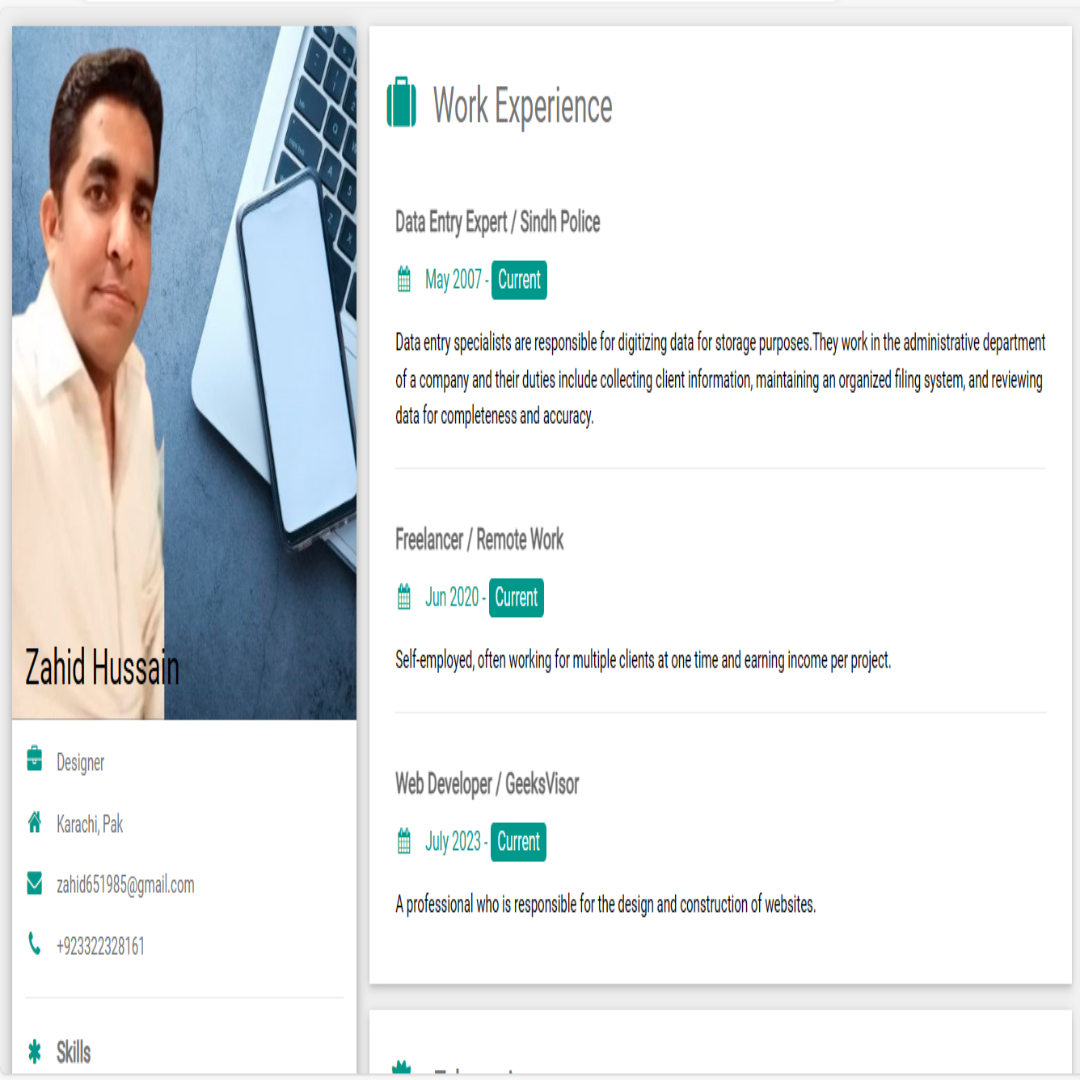 Zahid Hussain
Designer
Karachi, Pak
zahid651985@gmail.com
+923322328161
Skills
Work Experience
Data Entry Expert / Sindh Police
May 2007 - Current
Data entry specialists are responsible for digitizing data for storage purposes.They work in the administrative department
of a company and their duties include collecting client information, maintaining an organized filing system, and reviewing
data for completeness and accuracy.
Freelancer / Remote Work
Jun 2020 - Current
Self-employed, often working for multiple clients at one time and earning income per project.
Web Developer / GeeksVisor
July 2023 - Current
A professional who is responsible for the design and construction of websites.